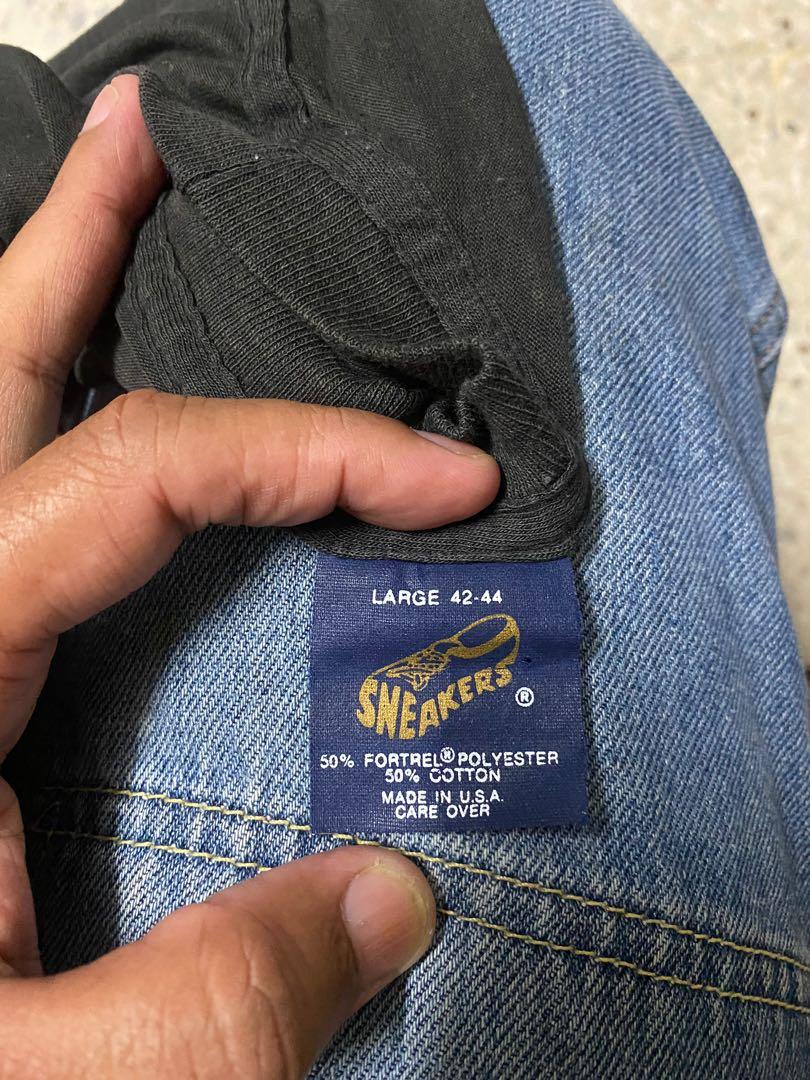 LARGE 42-44
SNEAKERS®
50% FORTREL® POLYESTER
50% COTTON
MADE IN U.S.A.
CARE OVER